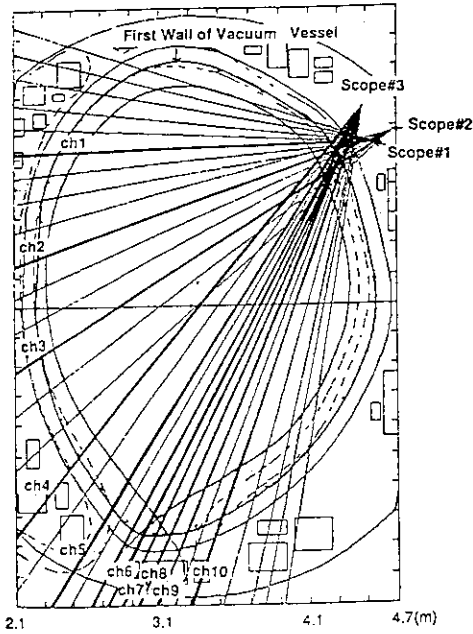 First Wall of Vacuum Vessel
Scope#3
Scope#2
Scope#1
ch1
ch2
ch3
ch4
ch5
ch6 ch8 ch10
ch7 ch9
2.1 3.1 4.1 4.7(m)